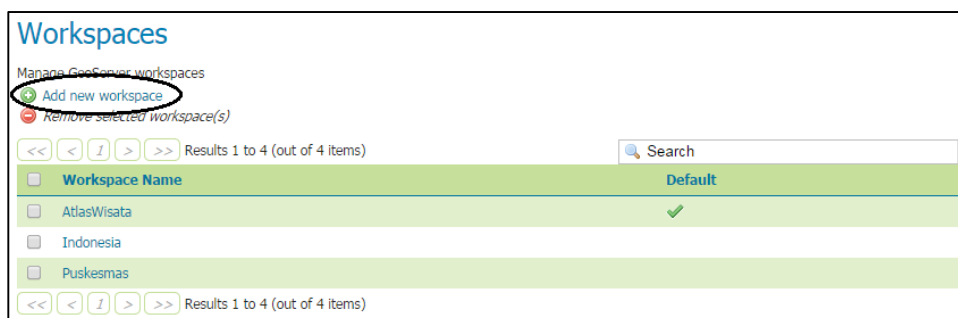 Workspaces
Manage GeoServer workspaces
Add new workspace
Remove selected workspace(s)
<< < 1 > >> Results 1 to 4 (out of 4 items) Search
Workspace Name Default
AtlasWisata
Indonesia
Puskesmas
<< < 1 > >> Results 1 to 4 (out of 4 items)